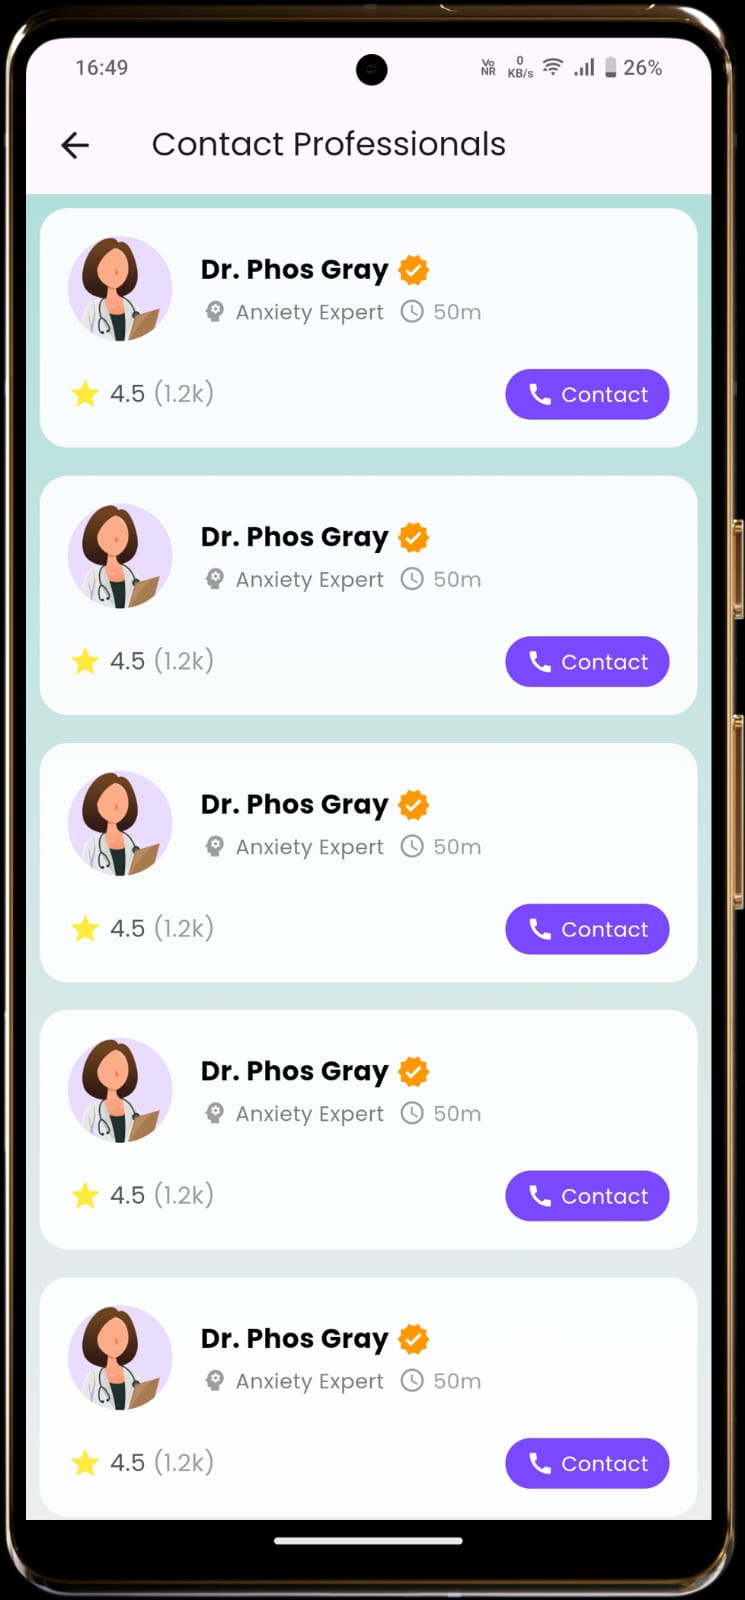 16:49 Vo NR 0 KB/s 26%
Contact Professionals
Dr. Phos Gray
Anxiety Expert 50m
4.5 (1.2k) Contact
Dr. Phos Gray
Anxiety Expert 50m
4.5 (1.2k) Contact
Dr. Phos Gray
Anxiety Expert 50m
4.5 (1.2k) Contact
Dr. Phos Gray
Anxiety Expert 50m
4.5 (1.2k) Contact
Dr. Phos Gray
Anxiety Expert 50m
4.5 (1.2k) Contact